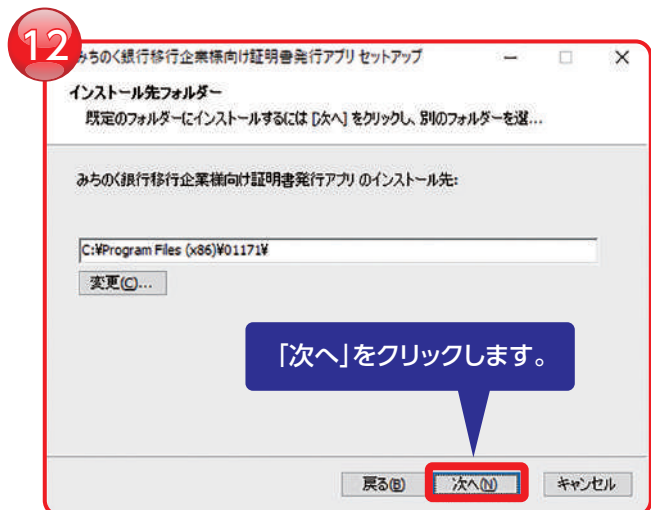 12
みちのく銀行移行企業様向け証明書発行アプリ セットアップ
インストール先フォルダー
既定のフォルダーにインストールするには [次へ] をクリックし、別のフォルダーを選...
みちのく銀行移行企業様向け証明書発行アプリ のインストール先:
C:¥Program Files (x86)¥01171¥
変更(C)...
「次へ」をクリックします。
戻る(B) 次へ(N) キャンセル